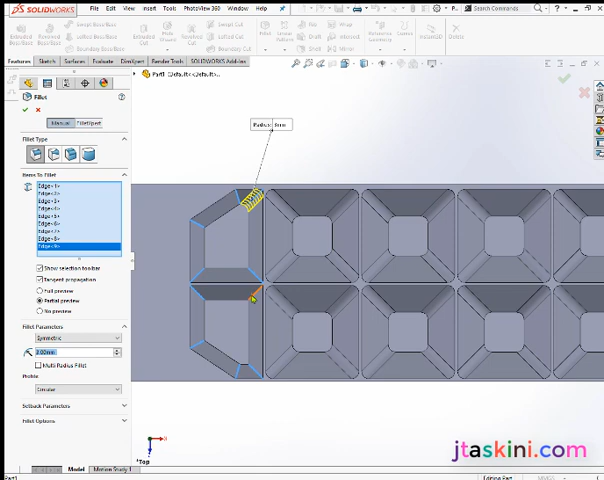 SOLIDWORKS
File Edit View Insert Tools PhotoView 360 Window Help
Search Commands
Swept Boss/Base
Lofted Boss/Base
Boundary Boss/Base
Extruded Boss/Base
Revolved Boss/Base
Extruded Cut
Swept Cut
Lofted Cut
Boundary Cut
Fillet
Linear Pattern
Rib
Draft
Shell
Wrap
Intersect
Mirror
Reference Geometry
Curves
Instant3D
Features Sketch Surfaces Evaluate DimXpert Render Tools SOLIDWORKS Add-Ins
Fillet
Manual FilletXpert
Fillet Type
Items To Fillet
Edge<1>
Edge<2>
Edge<3>
Edge<4>
Edge<5>
Edge<6>
Edge<7>
Edge<8>
Edge<9>
Show selection toolbar
Tangent propagation
Full preview
Partial preview
No preview
Fillet Parameters
Symmetric
Multi Radius Fillet
Profile:
Circular
Setback Parameters
Fillet Options
Radius:
*Top
jtaskini.com
Model Motion Study 1
Part1
Editing Part